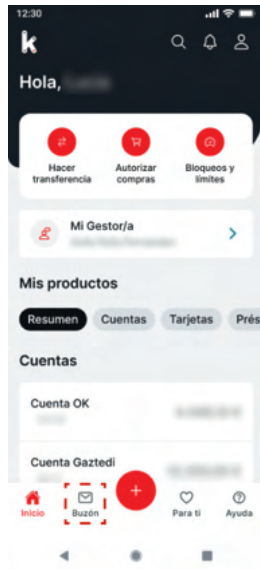 12:30
k
Hola,
Hacer
transferencia
Autorizar
compras
Bloqueos y
límites
Mi Gestor/a
Mis productos
Resumen Cuentas Tarjetas Prés
Cuentas
Cuenta OK
Cuenta Gaztedi
Inicio Buzón + Para ti Ayuda